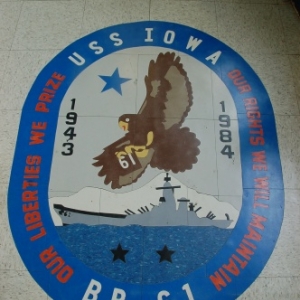 USS IOWA
OUR LIBERTIES WE PRIZE
OUR RIGHTS WE WILL MAINTAIN
1943
1984
61
BB-61